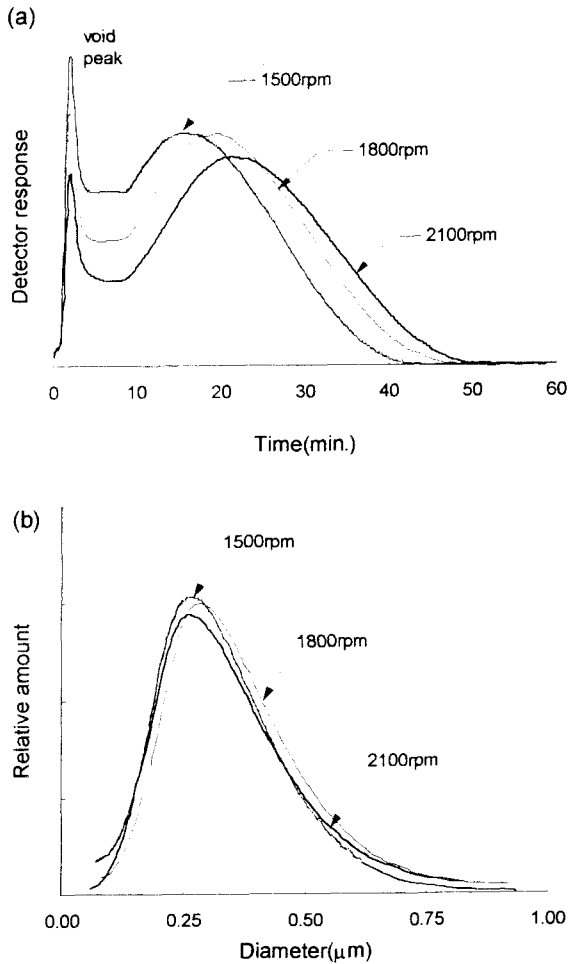 (a)
void
peak
1500rpm
1800rpm
2100rpm
Detector response
0 10 20 30 40 50 60
Time(min.)
(b)
1500rpm
1800rpm
2100rpm
Relative amount
0.00 0.25 0.50 0.75 1.00
Diameter(μm)